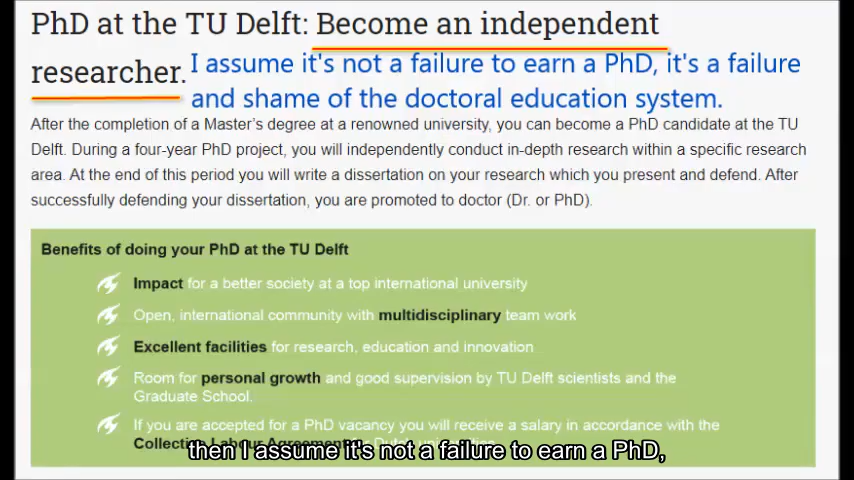 PhD at the TU Delft: Become an independent
researcher. I assume it's not a failure to earn a PhD, it's a failure
and shame of the doctoral education system.
After the completion of a Master's degree at a renowned university, you can become a PhD candidate at the TU
Delft. During a four-year PhD project, you will independently conduct in-depth research within a specific research
area. At the end of this period you will write a dissertation on your research which you present and defend. After
successfully defending your dissertation, you are promoted to doctor (Dr. or PhD).
Benefits of doing your PhD at the TU Delft
Impact for a better society at a top international university
Open, international community with multidisciplinary team work
Excellent facilities for research, education and innovation
Room for personal growth and good supervision by TU Delft scientists and the
Graduate School.
If you are accepted for a PhD vacancy you will receive a salary in accordance with the
Collective Labour Agreement
then I assume it's not a failure to earn a PhD,